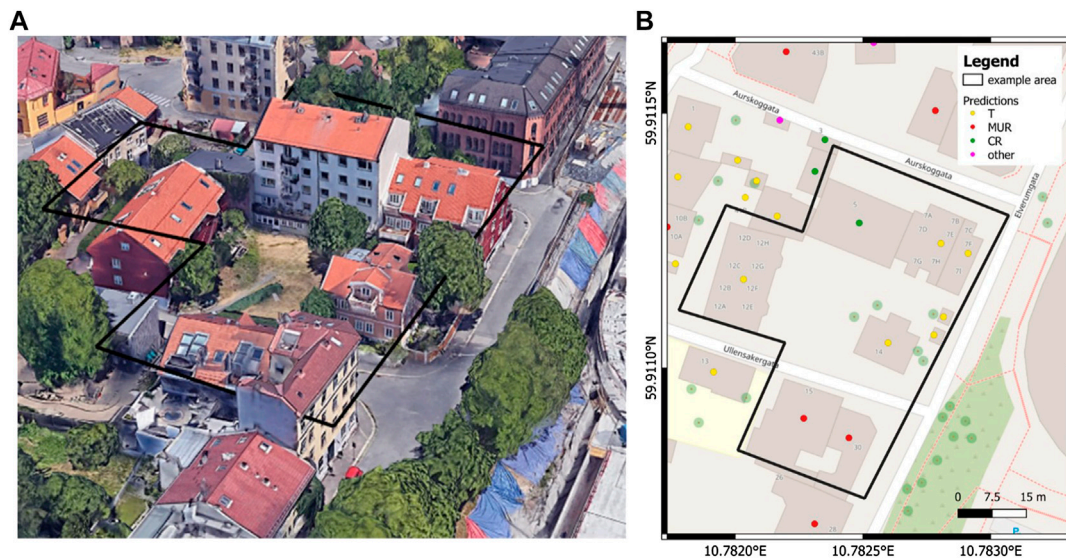 A
B
43B
Legend
example area
Predictions
T
MUR
CR
other
59.9115°N
59.9110°N
Aurskoggata
Aurskoggata
Elverumgata
1
3
5
10B
10A
12D
12H
12C
12G
12B
12F
12A
12E
7A
7B
7D
7E
7C
7F
7G
7H
7I
14
Ullensakergata
13
15
30
26
28
0 7.5 15 m
P
10.7820°E
10.7825°E
10.7830°E